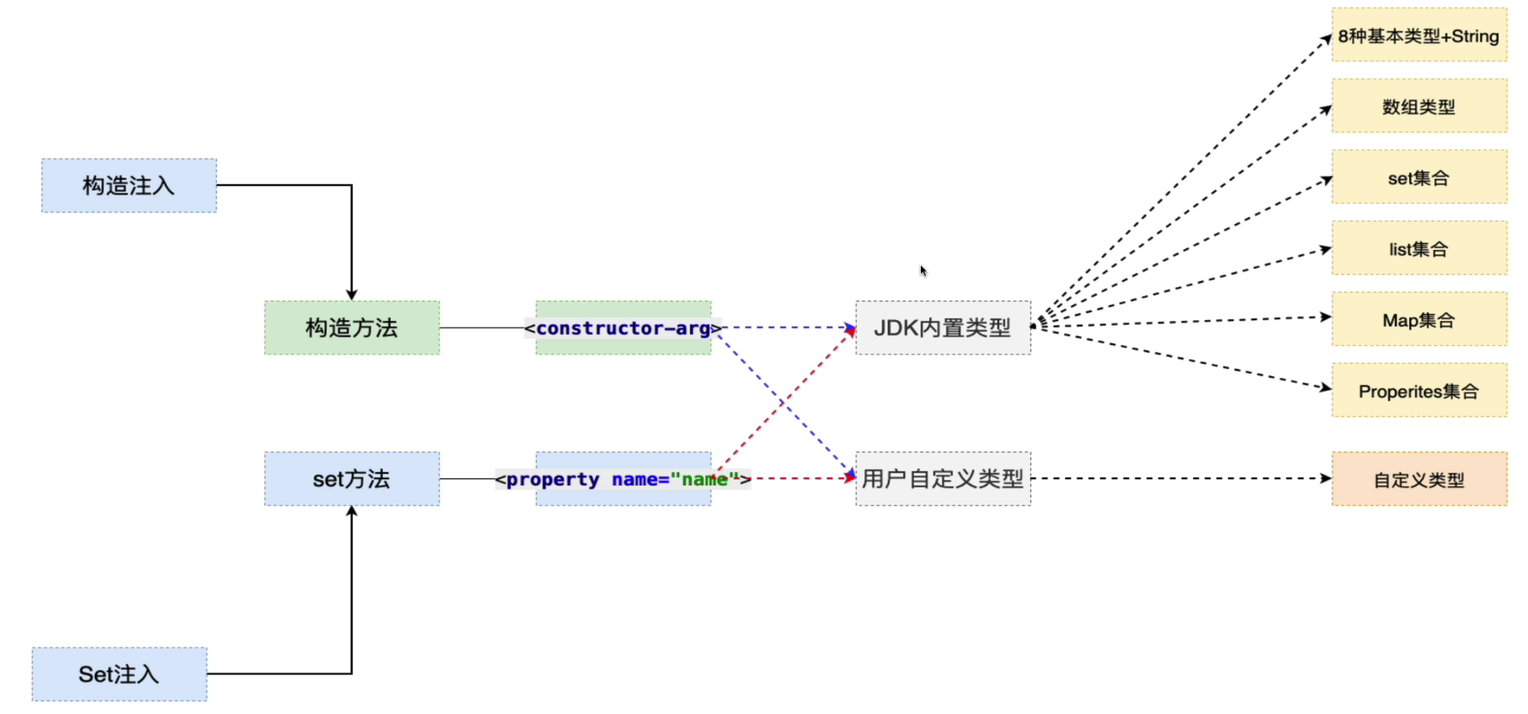 8种基本类型+String
数组类型
构造注入
set集合
list集合
构造方法
<constructor-arg>
JDK内置类型
Map集合
Properites集合
set方法
<property name="name">
用户自定义类型
自定义类型
Set注入